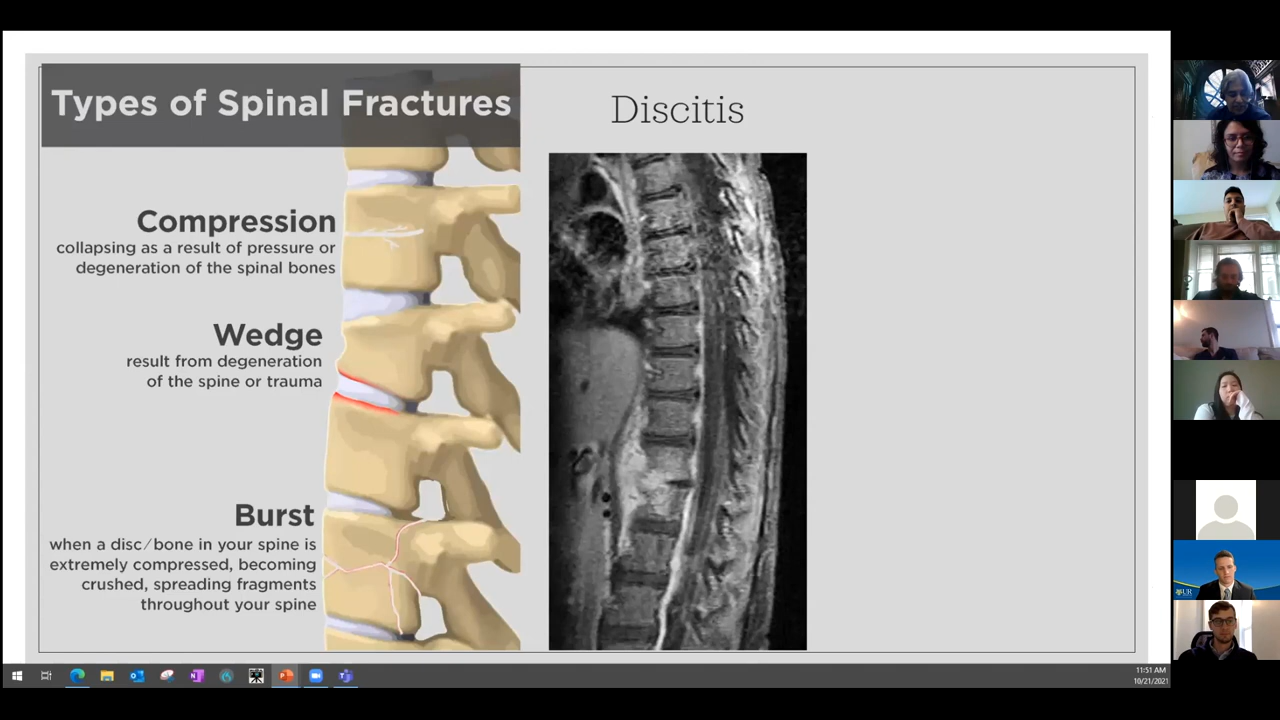 Types of Spinal Fractures
Discitis
Compression
collapsing as a result of pressure or
degeneration of the spinal bones
Wedge
result from degeneration
of the spine or trauma
Burst
when a disc/bone in your spine is
extremely compressed, becoming
crushed, spreading fragments
throughout your spine
11:51 AM
10/21/2021
UR